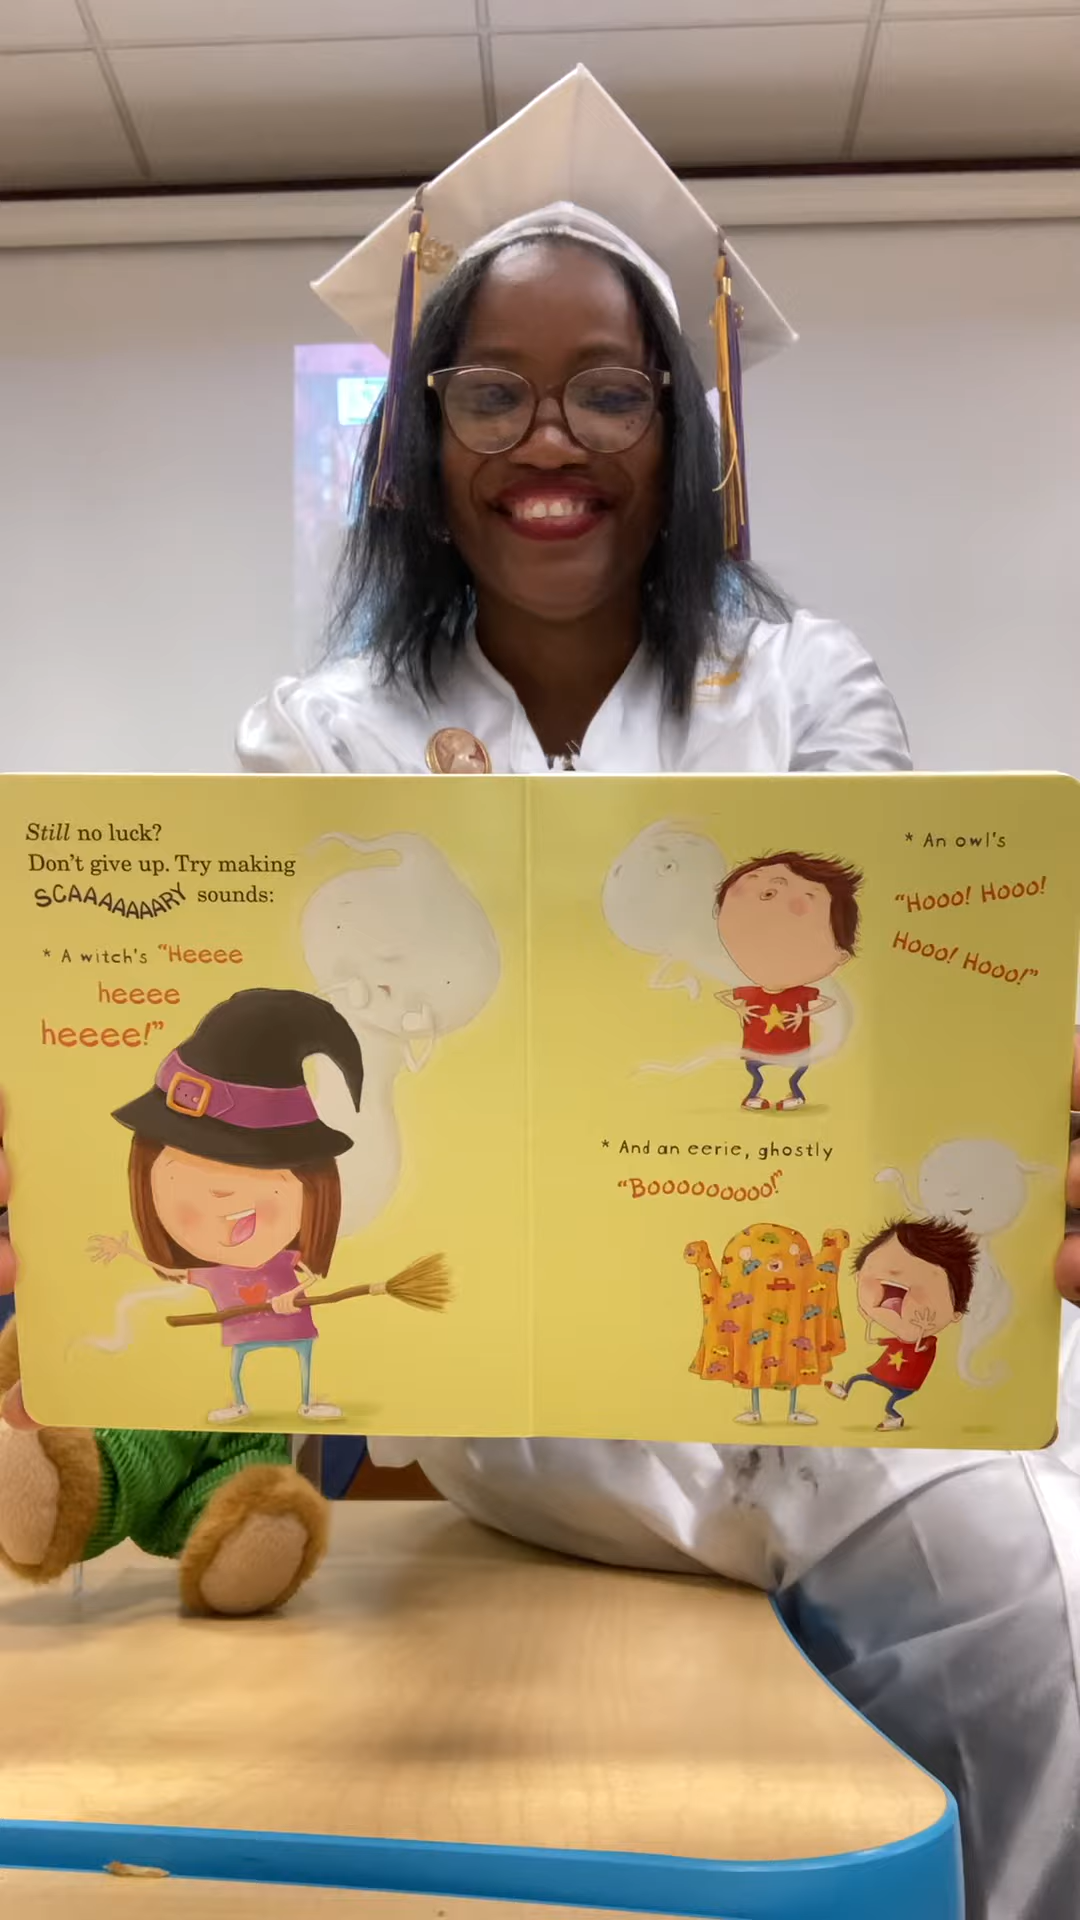 Still no luck?
Don't give up. Try making
SCAAAAAAARY sounds:
* A witch's “Heeee
heeee
heeee!”
* An owl's
“Hooo! Hooo!
Hooo! Hooo!”
* And an eerie, ghostly
“Booooooooo!”